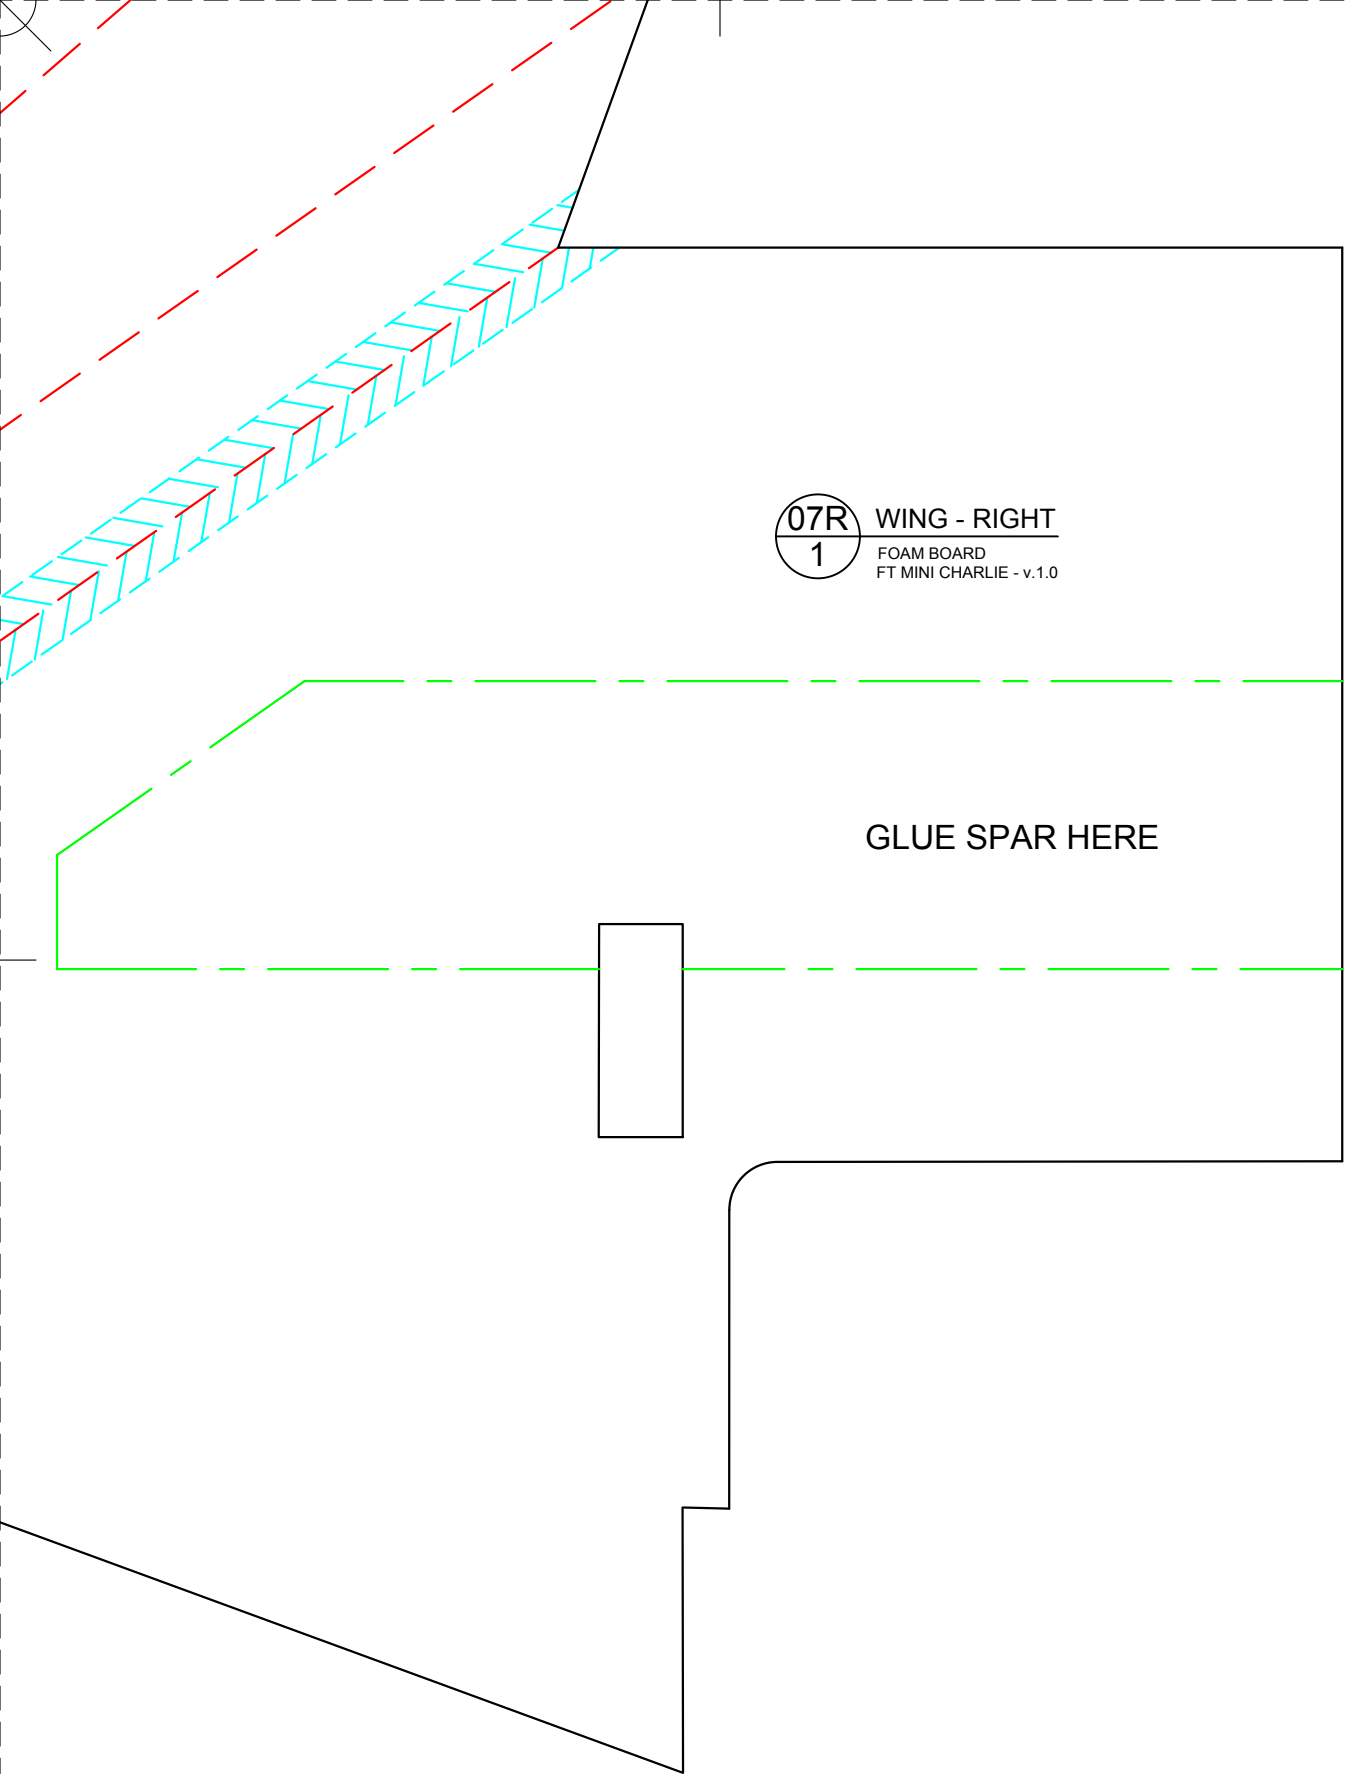 07R
WING - RIGHT
1
FOAM BOARD
FT MINI CHARLIE - v.1.0
GLUE SPAR HERE